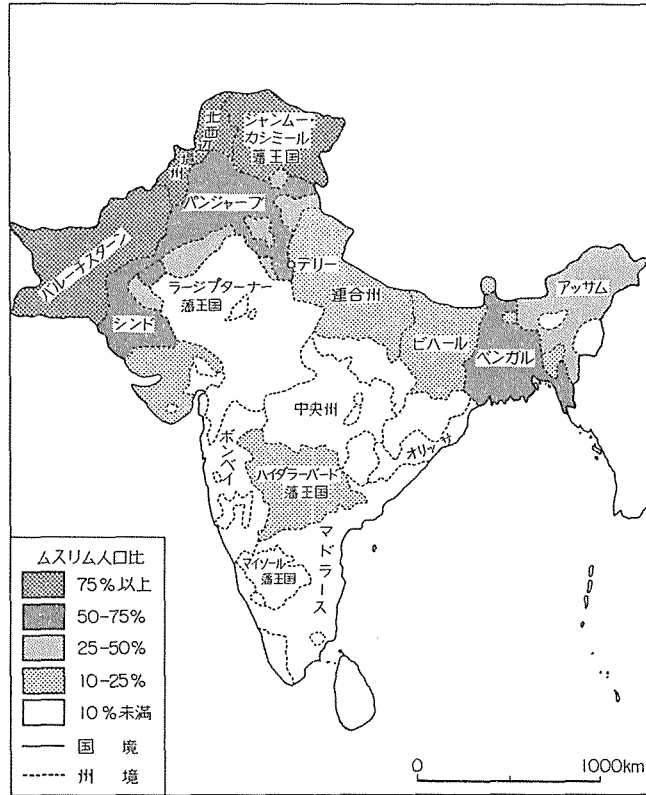 北西辺境州
ジャンムー・
カシミール
藩王国
パンジャーブ
バルーチスターン
デリー
ラージプターナー
藩王国
連合州
アッサム
シンド
ビハール
ベンガル
中央州
オリッサ
ボンベイ
ハイダラーバード
藩王国
マドラース
マイソール
藩王国
ムスリム人口比
75%以上
50-75%
25-50%
10-25%
10%未満
国境
州境
0 1000km